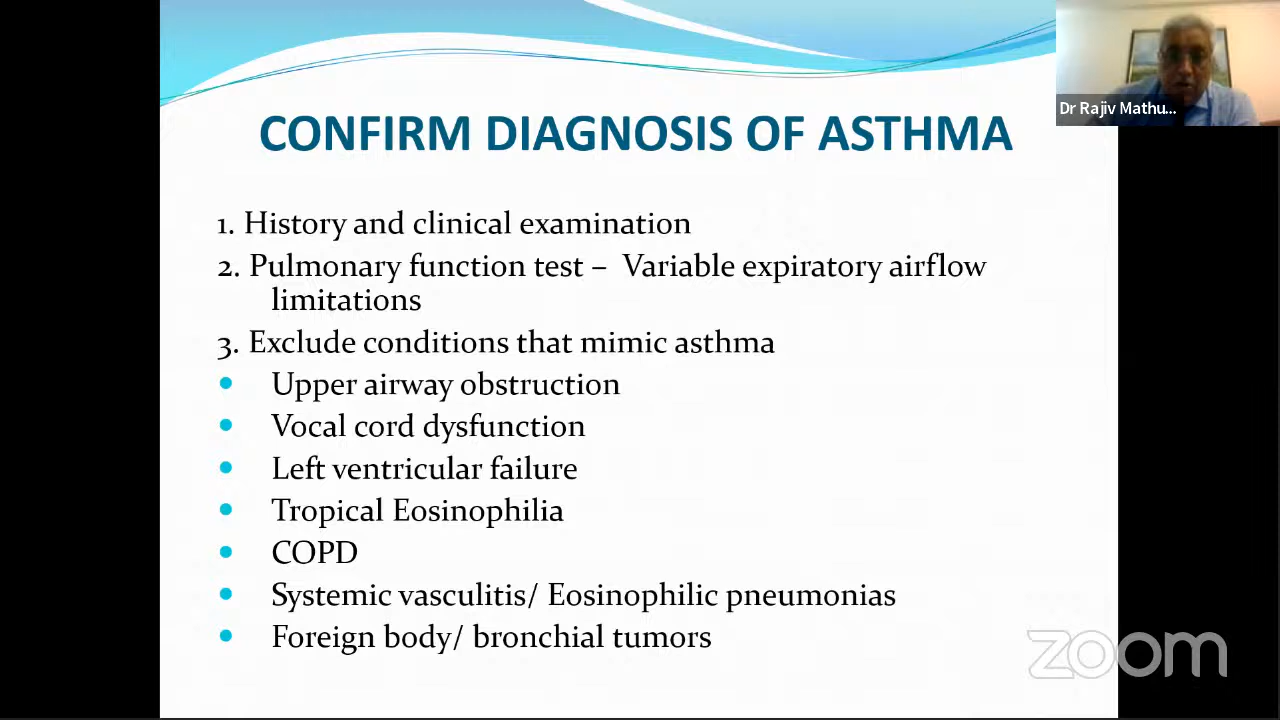 Dr Rajiv Mathu...
CONFIRM DIAGNOSIS OF ASTHMA
1. History and clinical examination
2. Pulmonary function test – Variable expiratory airflow
limitations
3. Exclude conditions that mimic asthma
• Upper airway obstruction
• Vocal cord dysfunction
• Left ventricular failure
• Tropical Eosinophilia
• COPD
• Systemic vasculitis/ Eosinophilic pneumonias
• Foreign body/ bronchial tumors
zoom